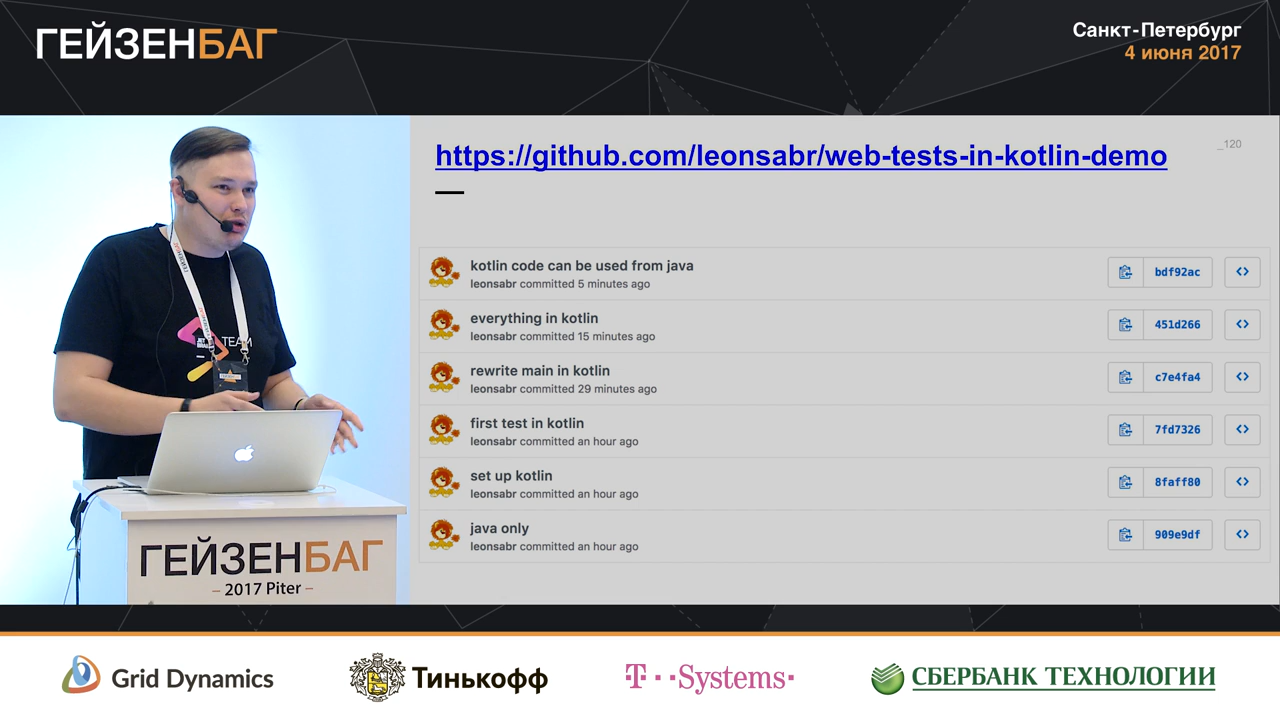 ГЕЙЗЕНБАГ
Санкт-Петербург
4 июня 2017
https://github.com/leonsabr/web-tests-in-kotlin-demo
_120
kotlin code can be used from java
leonsabr committed 5 minutes ago
bdf92ac
everything in kotlin
leonsabr committed 15 minutes ago
451d266
rewrite main in kotlin
leonsabr committed 29 minutes ago
c7e4fa4
first test in kotlin
leonsabr committed an hour ago
7fd7326
set up kotlin
leonsabr committed an hour ago
8faff80
java only
leonsabr committed an hour ago
909e9df
TEAM
ГЕЙЗЕНБАГ
– 2017 Piter –
Grid Dynamics
Тинькофф
T··Systems·
СБЕРБАНК ТЕХНОЛОГИИ